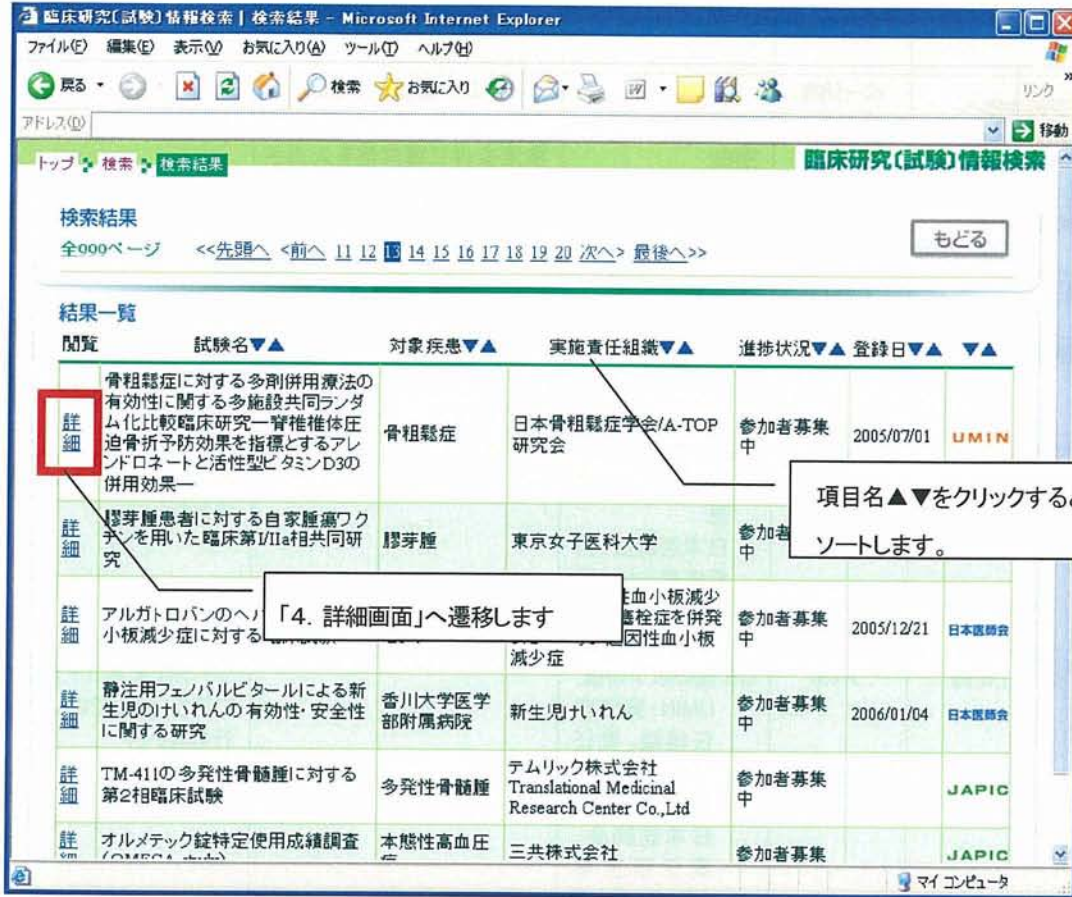 臨床研究〔試験〕情報検索 | 検索結果 - Microsoft Internet Explorer
ファイル(F) 編集(E) 表示(V) お気に入り(A) ツール(T) ヘルプ(H)
戻る 検索 お気に入り リンク »
アドレス(D) 移動
トップ 検索 検索結果 臨床研究〔試験〕情報検索
検索結果
もどる
全999ページ <<先頭へ <前へ 11 12 13 14 15 16 17 18 19 20 次へ> 最後へ>>
結果一覧
閲覧 試験名▼▲ 対象疾患▼▲ 実施責任組織▼▲ 進捗状況▼▲ 登録日▼▲ ▼▲
詳細
骨粗鬆症に対する多剤併用療法の
有効性に関する多施設共同ランダ
ム化比較臨床研究―脊椎椎体圧
迫骨折予防効果を指標とするアレ
ンドロネートと活性型ビタミンD3の
併用効果―
骨粗鬆症
日本骨粗鬆症学会/A-TOP
研究会
参加者募集
中
2005/07/01 UMIN
項目名▲▼をクリックすると
ソートします。
詳細
膠芽腫患者に対する自家腫瘍ワク
チンを用いた臨床第I/IIa相共同研
究
膠芽腫
東京女子医科大学
参加者
中
「4. 詳細画面」へ遷移します
詳細
アルガトロバンのヘパ
小板減少症に対する
性血小板減少
塞栓症を併発
因性血小板
減少症
参加者募集
中
2005/12/21 日本医師会
詳細
静注用フェノバルビタールによる新
生児のけいれんの有効性・安全性
に関する研究
香川大学医学
部附属病院
新生児けいれん
参加者募集
中
2006/01/04 日本医師会
詳細
TM-411の多発性骨髄腫に対する
第2相臨床試験
多発性骨髄腫
テムリック株式会社
Translational Medicinal
Research Center Co.,Ltd
参加者募集
中
JAPIC
詳細
オルメテック錠特定使用成績調査
(OMEGA study)
本態性高血圧
症
三共株式会社
参加者募集
JAPIC
マイ コンピュータ